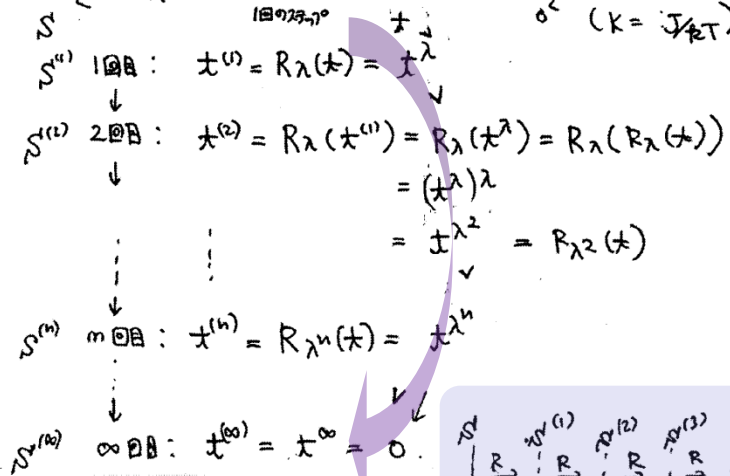 1回のステップ t
S (K = J/kT)
S⁽¹⁾ 1回目 : t⁽¹⁾ = Rλ(t) = t^λ
S⁽²⁾ 2回目 : t⁽²⁾ = Rλ(t⁽¹⁾) = Rλ(t^λ) = Rλ(Rλ(t))
= (t^λ)^λ
= t^λ² = Rλ²(t)
S⁽ⁿ⁾ n回目 : t⁽ⁿ⁾ = Rλⁿ(t) = t^λⁿ
S⁽∞⁾ ∞回目 : t⁽∞⁾ = t^∞ = 0.
S S⁽¹⁾ S⁽²⁾ S⁽³⁾
R R R R